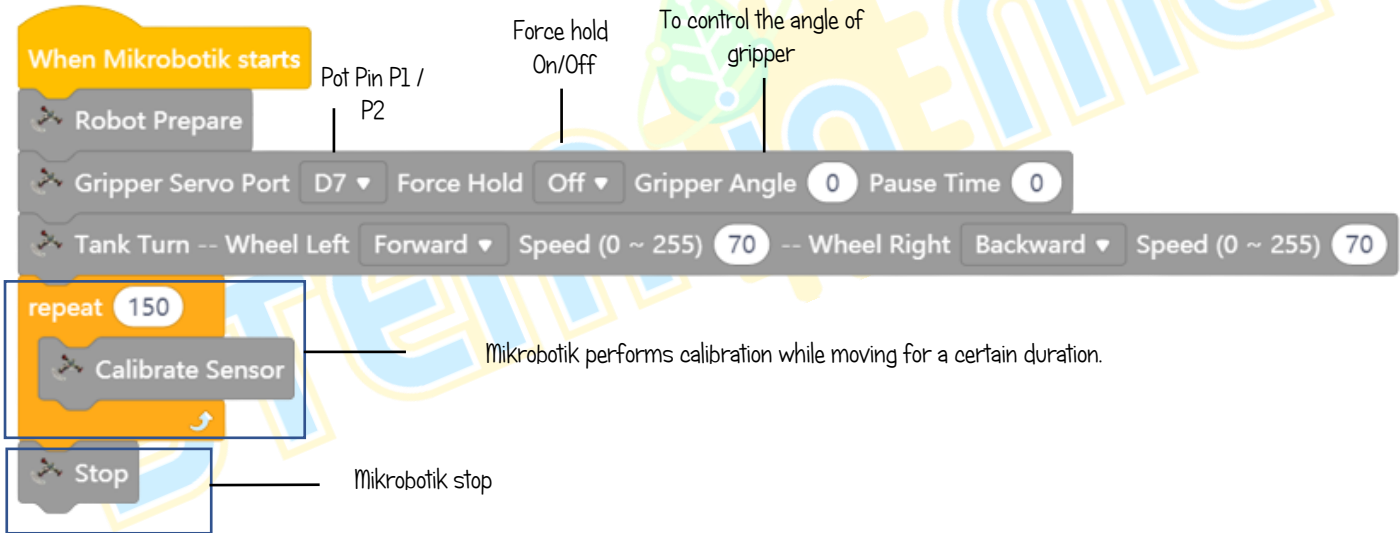 To control the angle of
gripper
Force hold
On/Off
Pot Pin P1 /
P2
When Mikrobotik starts
Robot Prepare
Gripper Servo Port D7 Force Hold Off Gripper Angle 0 Pause Time 0
Tank Turn -- Wheel Left Forward Speed (0 ~ 255) 70 -- Wheel Right Backward Speed (0 ~ 255) 70
repeat 150
Calibrate Sensor
Mikrobotik performs calibration while moving for a certain duration.
Stop
Mikrobotik stop